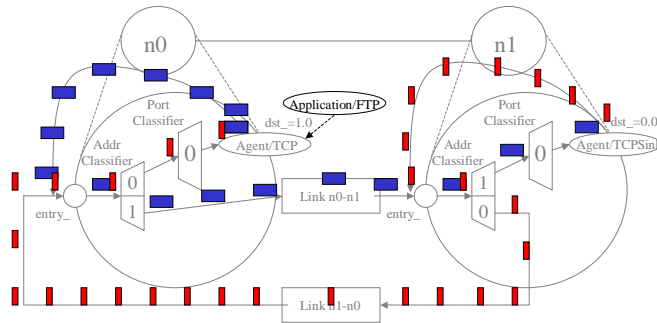 n0
n1
Port
Classifier
Application/FTP
Port
Classifier
dst_=1.0
dst_=0.0
Addr
Classifier
0
Agent/TCP
Addr
Classifier
0
Agent/TCPSin
0
1
1
0
entry_
Link n0-n1
entry_
Link n1-n0